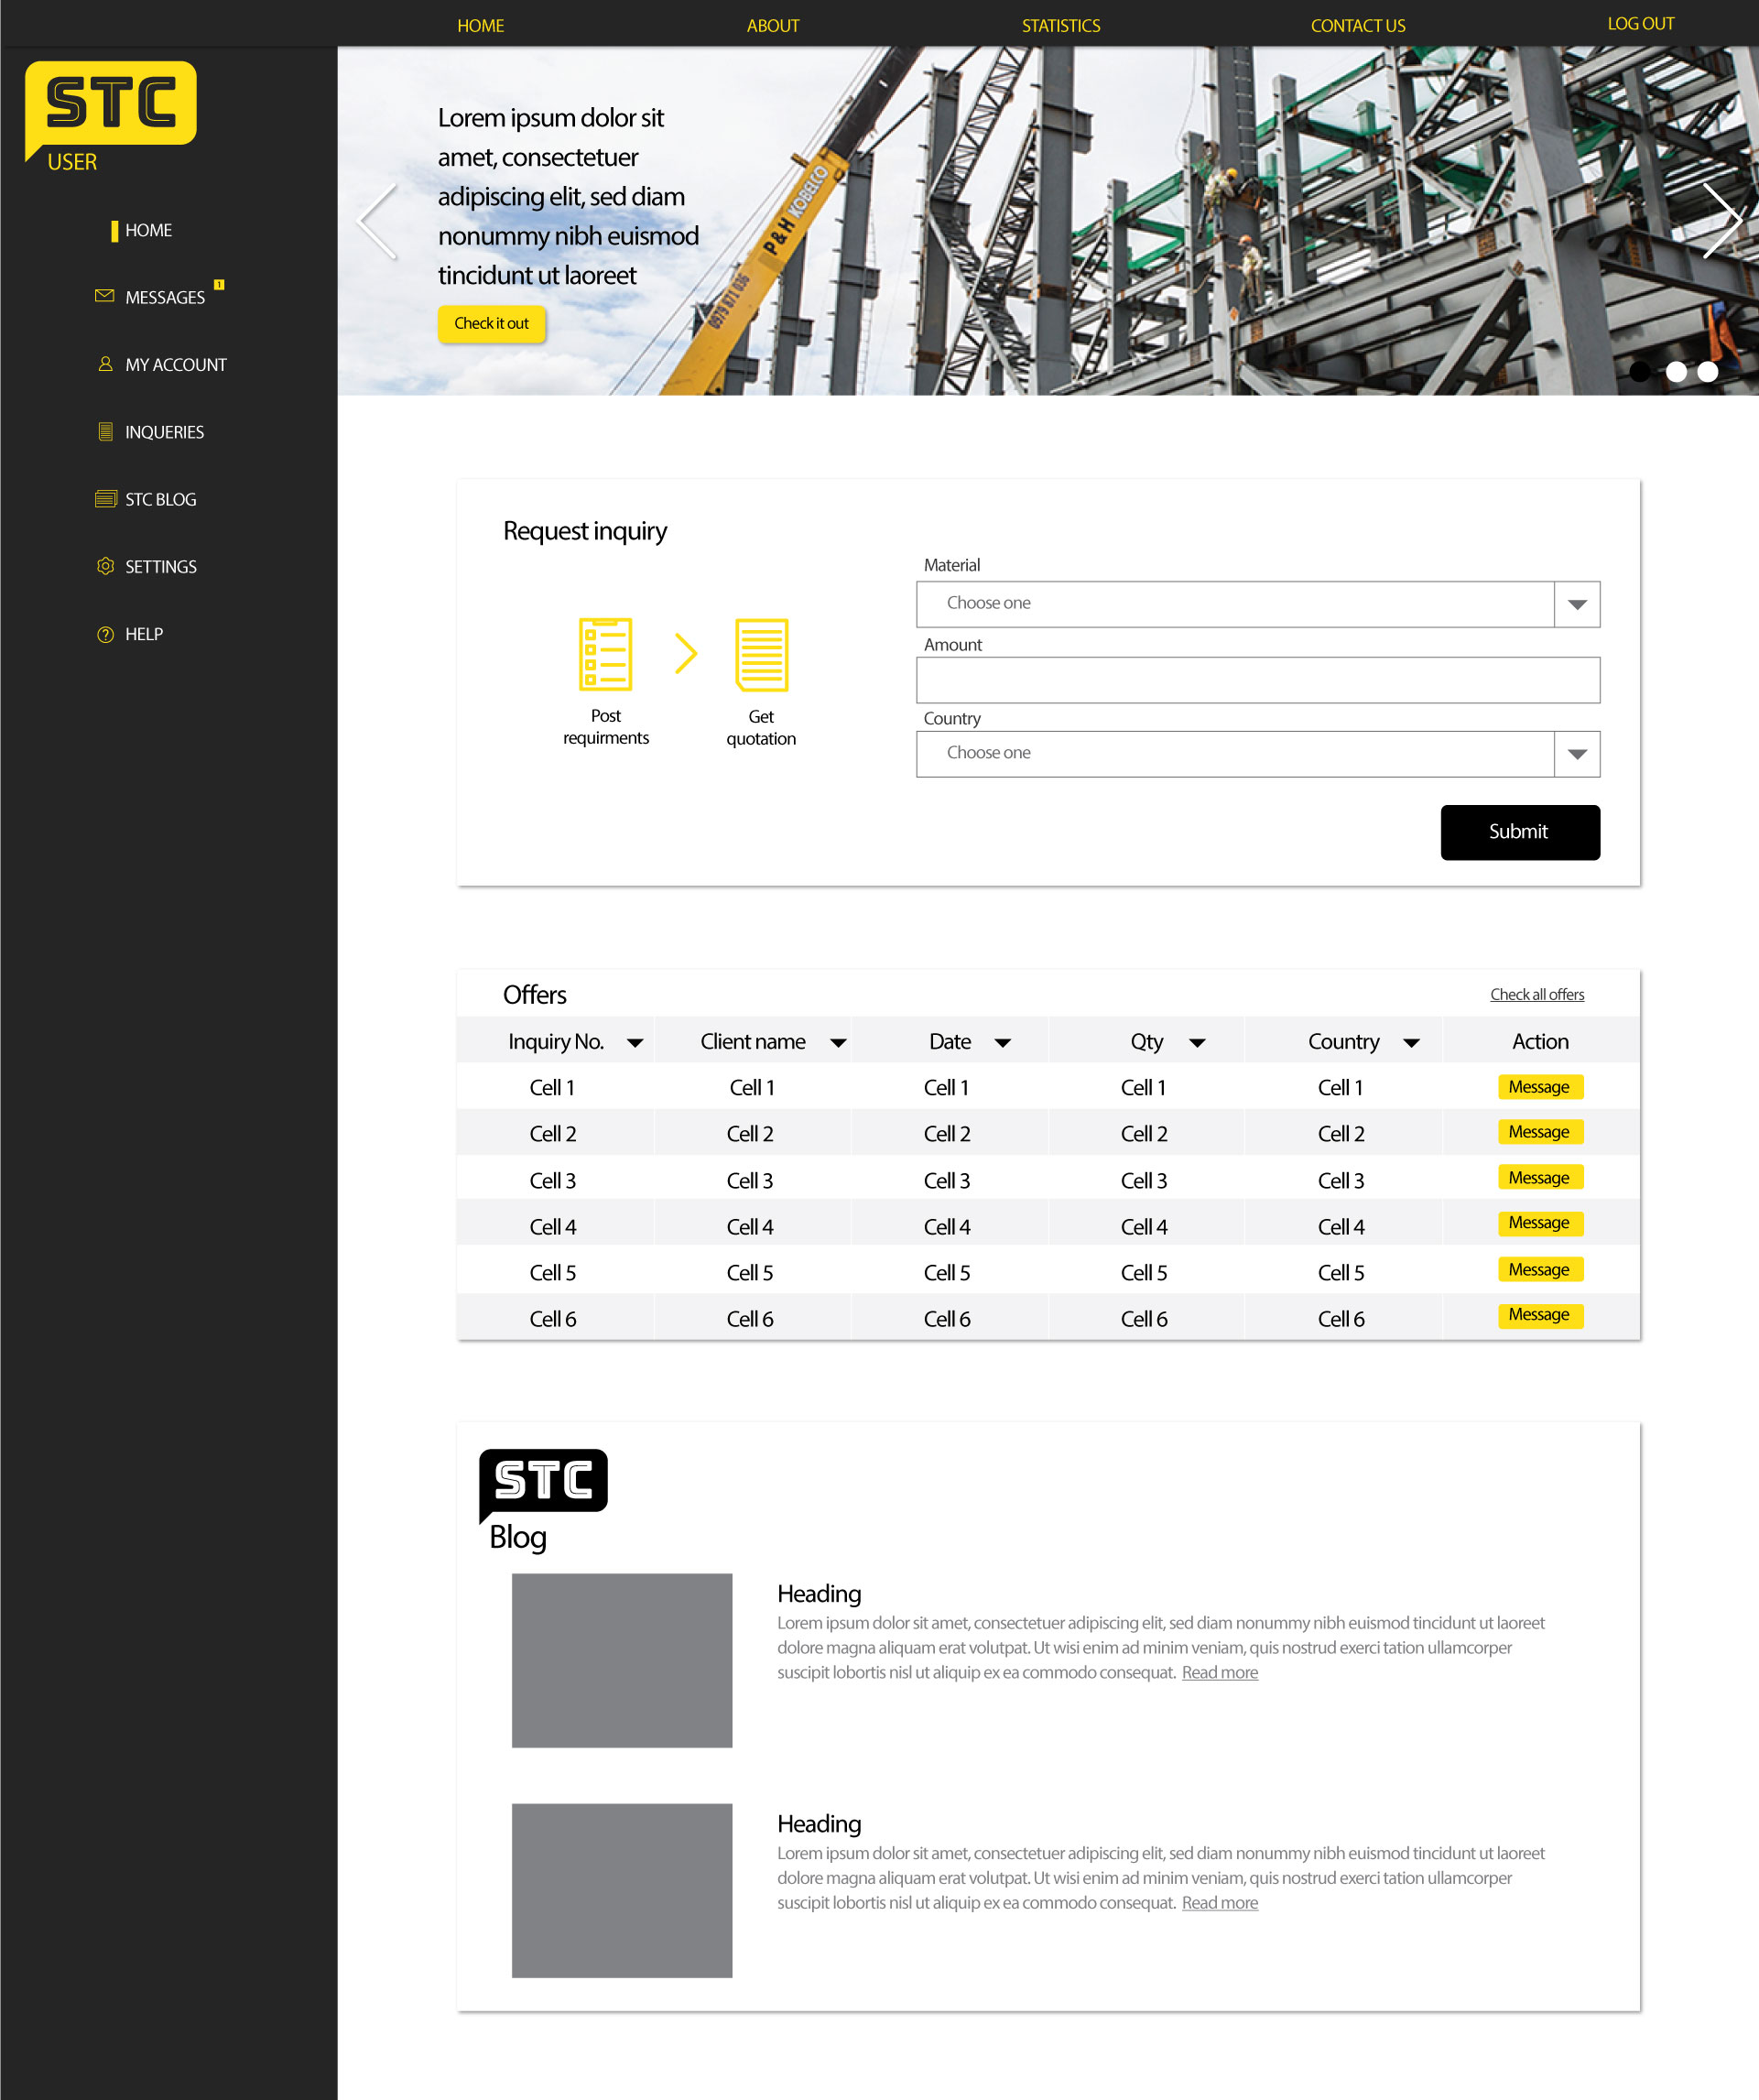 HOME ABOUT STATISTICS CONTACT US LOG OUT
STC
USER
HOME
MESSAGES 1
MY ACCOUNT
INQUERIES
STC BLOG
SETTINGS
HELP
Lorem ipsum dolor sit
amet, consectetuer
adipiscing elit, sed diam
nonummy nibh euismod
tincidunt ut laoreet
Check it out
P&H KOBELCO
0979 671 036
Request inquiry
Post
requirments
Get
quotation
Material
Choose one
Amount
Country
Choose one
Submit
Offers Check all offers
Inquiry No. Client name Date Qty Country Action
Cell 1 Cell 1 Cell 1 Cell 1 Cell 1 Message
Cell 2 Cell 2 Cell 2 Cell 2 Cell 2 Message
Cell 3 Cell 3 Cell 3 Cell 3 Cell 3 Message
Cell 4 Cell 4 Cell 4 Cell 4 Cell 4 Message
Cell 5 Cell 5 Cell 5 Cell 5 Cell 5 Message
Cell 6 Cell 6 Cell 6 Cell 6 Cell 6 Message
STC
Blog
Heading
Lorem ipsum dolor sit amet, consectetuer adipiscing elit, sed diam nonummy nibh euismod tincidunt ut laoreet
dolore magna aliquam erat volutpat. Ut wisi enim ad minim veniam, quis nostrud exerci tation ullamcorper
suscipit lobortis nisl ut aliquip ex ea commodo consequat. Read more
Heading
Lorem ipsum dolor sit amet, consectetuer adipiscing elit, sed diam nonummy nibh euismod tincidunt ut laoreet
dolore magna aliquam erat volutpat. Ut wisi enim ad minim veniam, quis nostrud exerci tation ullamcorper
suscipit lobortis nisl ut aliquip ex ea commodo consequat. Read more